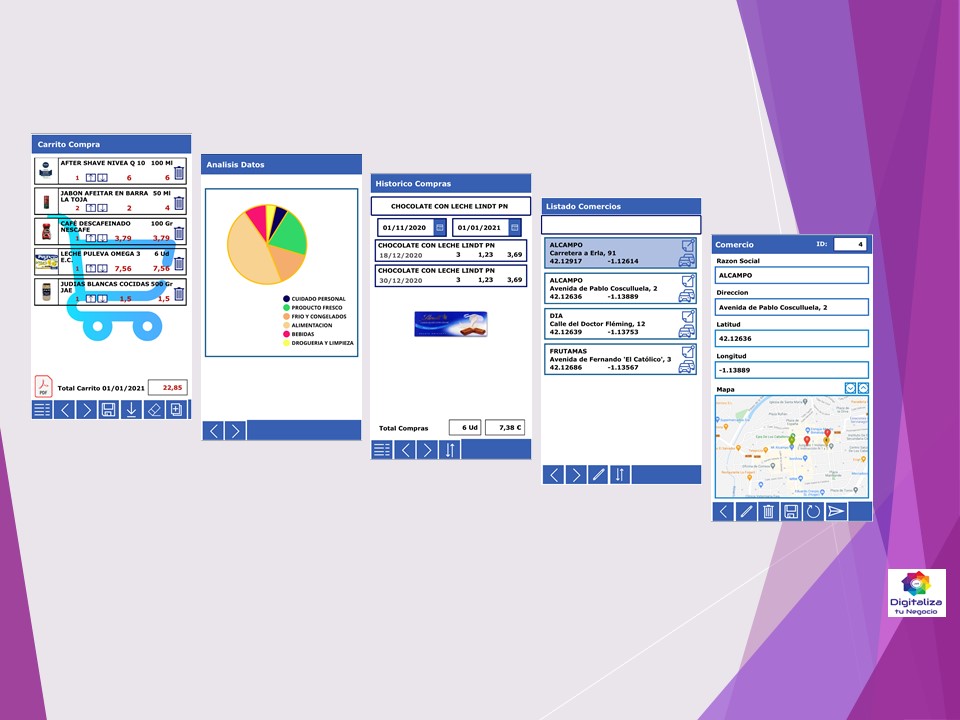 Carrito Compra
AFTER SHAVE NIVEA Q 10 100 Ml
1 6 6
JABON AFEITAR EN BARRA 50 Ml
LA TOJA
2 2 4
CAFÉ DESCAFEINADO 100 Gr
NESCAFE
1 3,79 3,79
LECHE PULEVA OMEGA 3 6 Ud
E.C.
1 7,56 7,56
JUDIAS BLANCAS COCIDAS 500 Gr
JAE
1 1,5 1,5
PDF
Total Carrito 01/01/2021 22,85
Analisis Datos
CUIDADO PERSONAL
PRODUCTO FRESCO
FRIO Y CONGELADOS
ALIMENTACION
BEBIDAS
DROGUERIA Y LIMPIEZA
Historico Compras
CHOCOLATE CON LECHE LINDT PN
01/11/2020 01/01/2021
CHOCOLATE CON LECHE LINDT PN
18/12/2020 3 1,23 3,69
CHOCOLATE CON LECHE LINDT PN
30/12/2020 3 1,23 3,69
Total Compras 6 Ud 7,38 €
Listado Comercios
ALCAMPO
Carretera a Erla, 91
42.12917 -1.12614
ALCAMPO
Avenida de Pablo Cosculluela, 2
42.12636 -1.13889
DIA
Calle del Doctor Fléming, 12
42.12639 -1.13753
FRUTAMAS
Avenida de Fernando 'El Católico', 3
42.12686 -1.13567
Comercio ID: 4
Razon Social
ALCAMPO
Direccion
Avenida de Pablo Cosculluela, 2
Latitud
42.12636
Longitud
-1.13889
Mapa
Digitaliza
tu Negocio